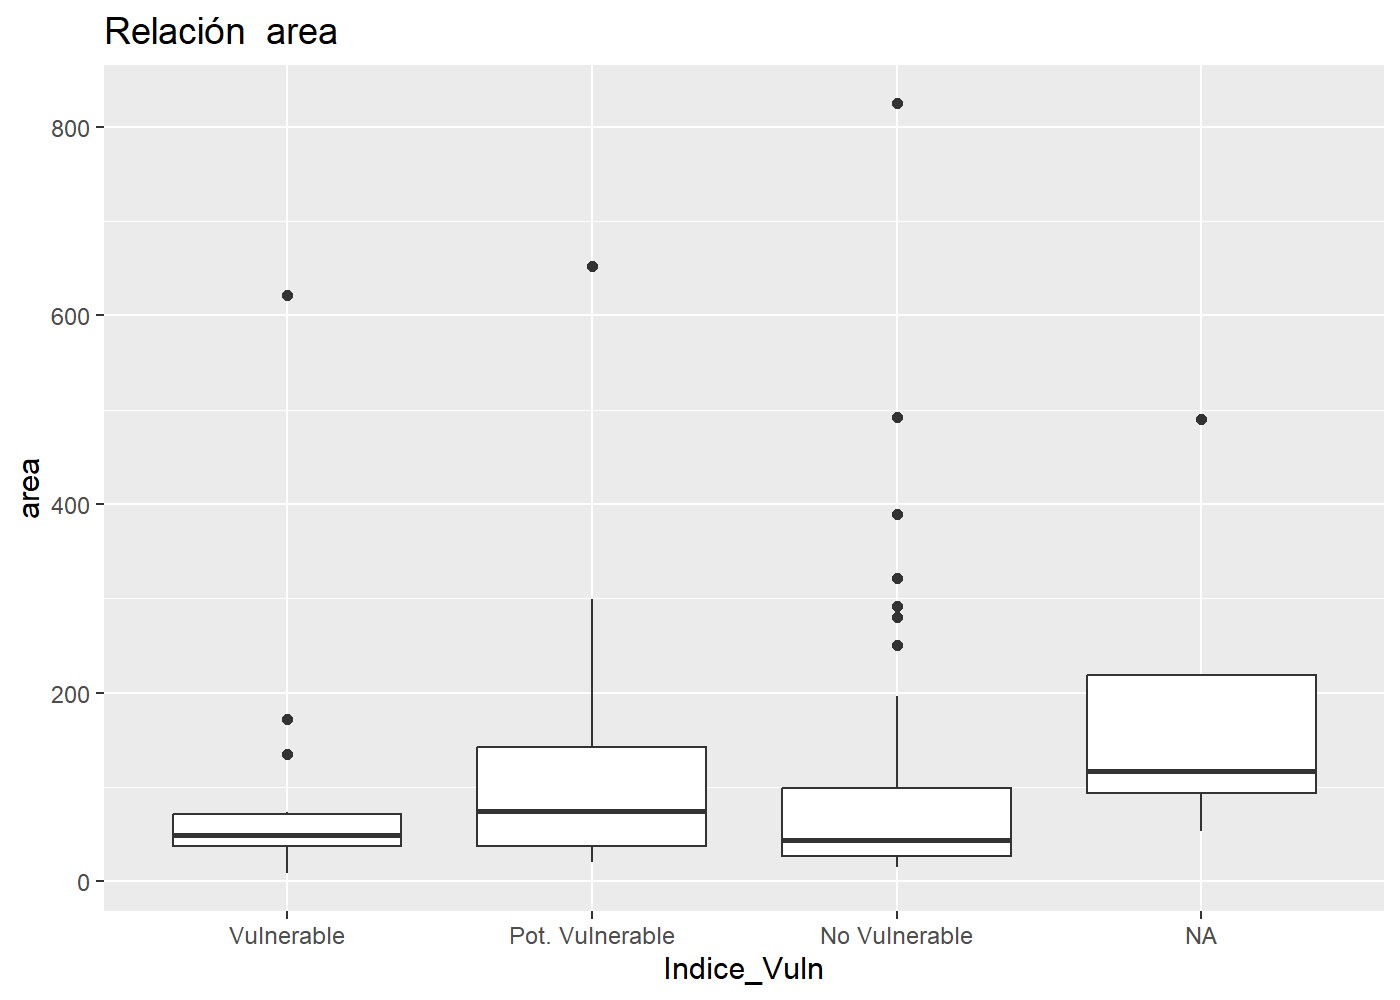 Relación  area
800
600
400
200
0
area
Vulnerable
Pot. Vulnerable
No Vulnerable
NA
Indice_Vuln